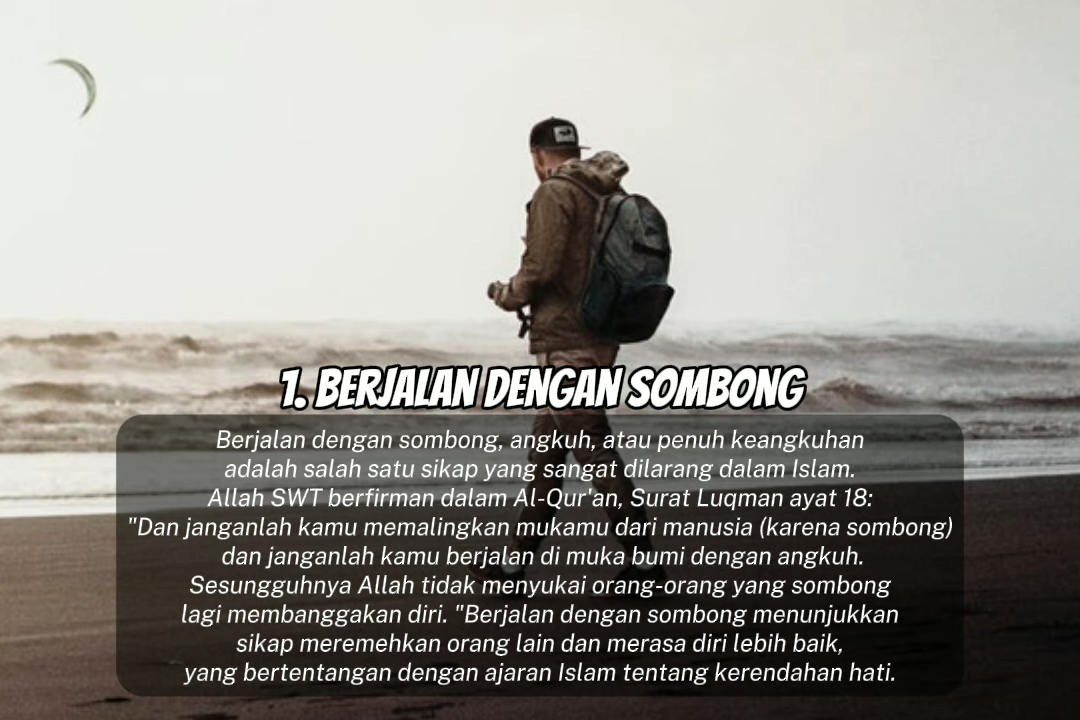 1. BERJALAN DENGAN SOMBONG
Berjalan dengan sombong, angkuh, atau penuh keangkuhan
adalah salah satu sikap yang sangat dilarang dalam Islam.
Allah SWT berfirman dalam Al-Qur'an, Surat Luqman ayat 18:
"Dan janganlah kamu memalingkan mukamu dari manusia (karena sombong)
dan janganlah kamu berjalan di muka bumi dengan angkuh.
Sesungguhnya Allah tidak menyukai orang-orang yang sombong
lagi membanggakan diri. "Berjalan dengan sombong menunjukkan
sikap meremehkan orang lain dan merasa diri lebih baik,
yang bertentangan dengan ajaran Islam tentang kerendahan hati.